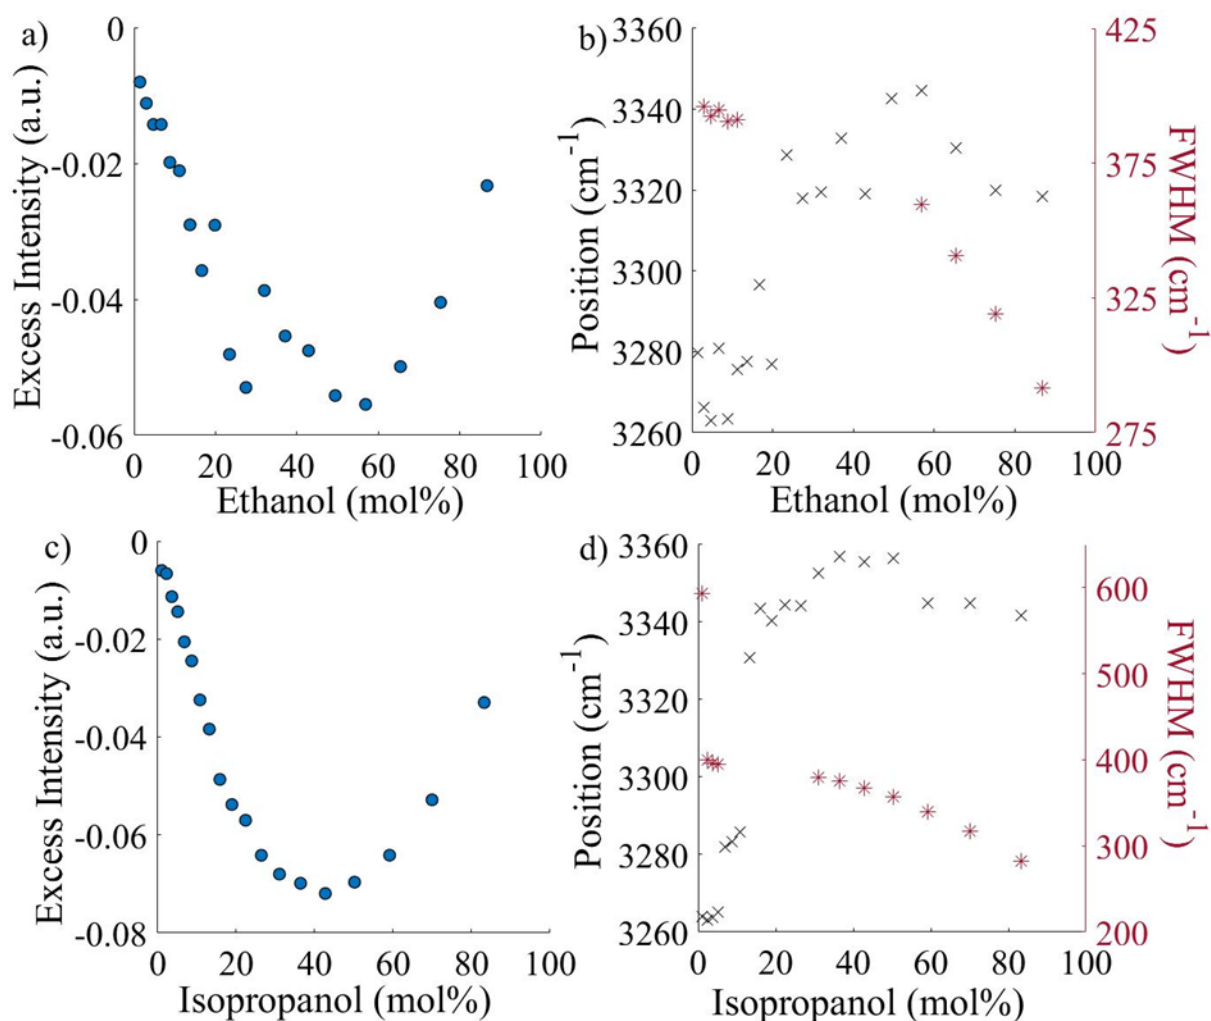 a)
0
-0.02
-0.04
-0.06
Excess Intensity (a.u.)
0 20 40 60 80 100
Ethanol (mol%)
b)
3360
3340
3320
3300
3280
3260
Position (cm⁻¹)
425
375
325
275
FWHM (cm⁻¹)
0 20 40 60 80 100
Ethanol (mol%)
c)
0
-0.02
-0.04
-0.06
-0.08
Excess Intensity (a.u.)
0 20 40 60 80 100
Isopropanol (mol%)
d)
3360
3340
3320
3300
3280
3260
Position (cm⁻¹)
600
500
400
300
200
FWHM (cm⁻¹)
0 20 40 60 80 100
Isopropanol (mol%)